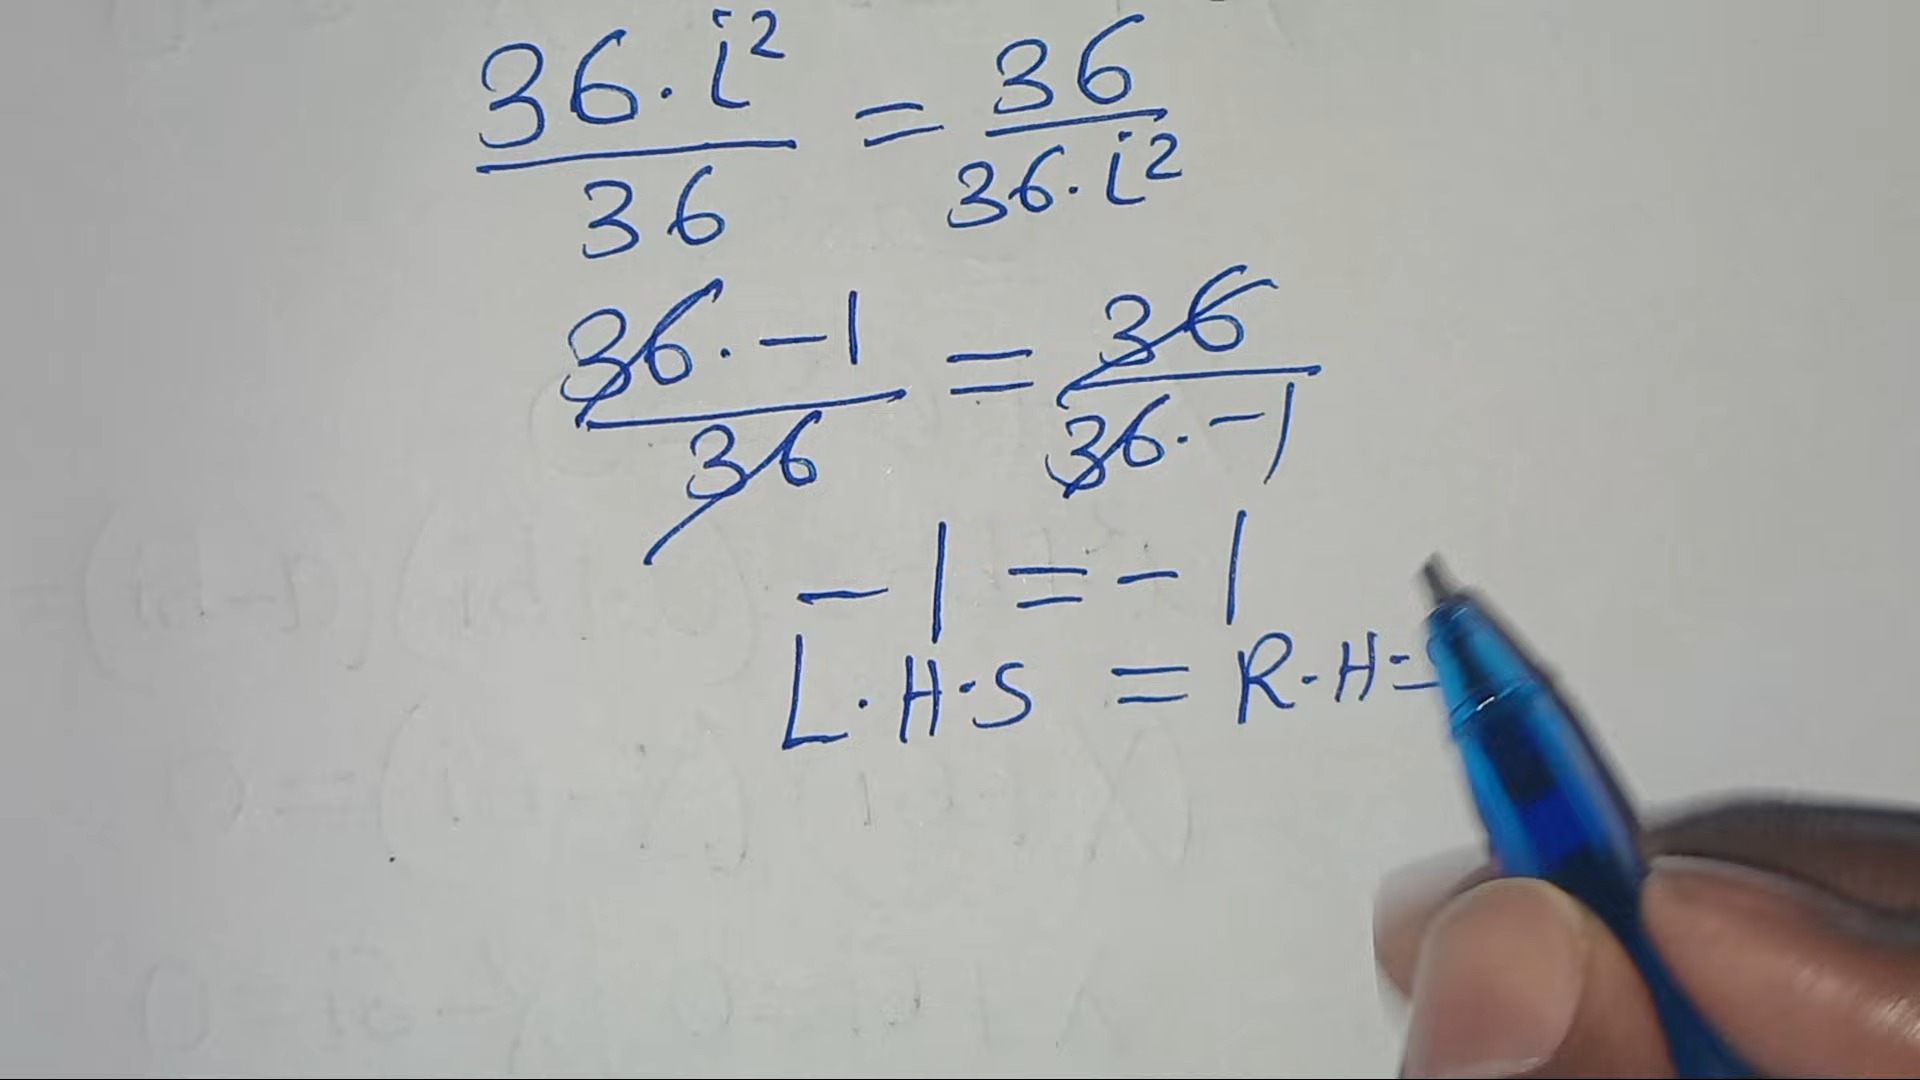 36·i²/36 = 36/36·i²
36·-1/36 = 36/36·-1
-1 = -1
L.H.S = R.H.S